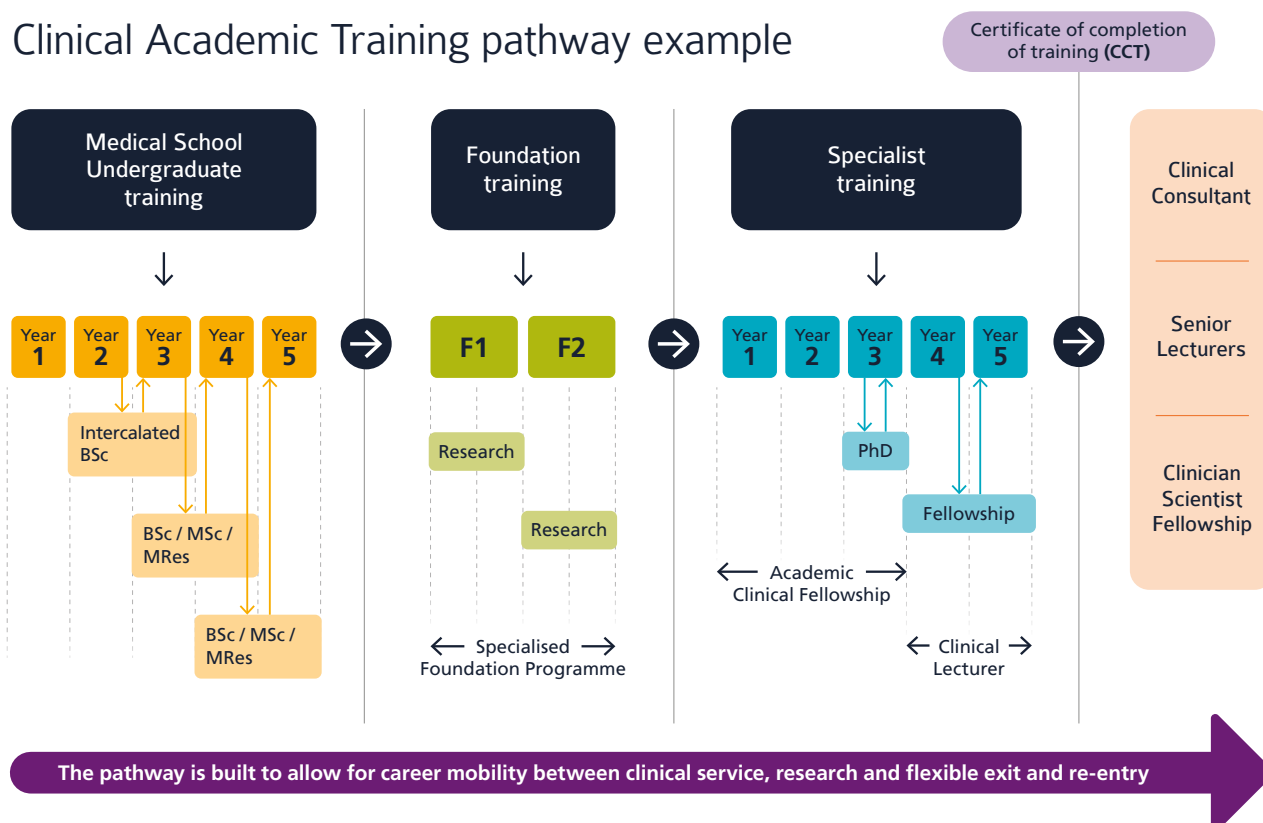 Clinical Academic Training pathway example
Certificate of completion
of training (CCT)
Medical School
Undergraduate
training
Foundation
training
Specialist
training
Clinical
Consultant
Senior
Lecturers
Clinician
Scientist
Fellowship
Year
1
Year
2
Year
3
Year
4
Year
5
F1
F2
Year
1
Year
2
Year
3
Year
4
Year
5
Intercalated
BSc
BSc / MSc /
MRes
BSc / MSc /
MRes
Research
Research
Specialised
Foundation Programme
PhD
Fellowship
Academic
Clinical Fellowship
Clinical
Lecturer
The pathway is built to allow for career mobility between clinical service, research and flexible exit and re-entry